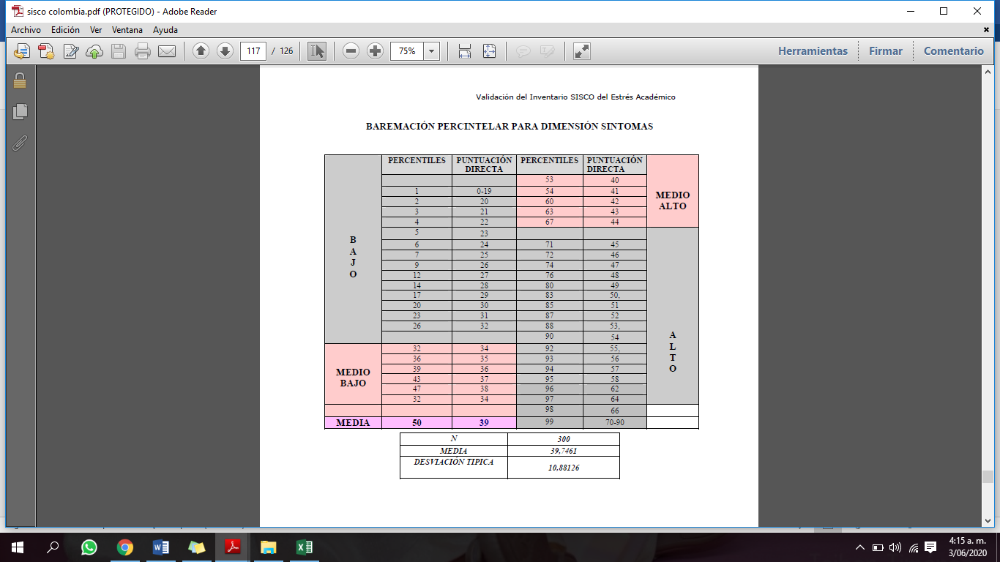 sisco colombia.pdf (PROTEGIDO) - Adobe Reader
Archivo Edición Ver Ventana Ayuda
117 / 126 75% Herramientas Firmar Comentario
Validación del Inventario SISCO del Estrés Académico
BAREMACIÓN PERCINTELAR PARA DIMENSIÓN SINTOMAS
PERCENTILES PUNTUACIÓN DIRECTA PERCENTILES PUNTUACIÓN DIRECTA
53 40
1 0-19 54 41
2 20 60 42
3 21 63 43
4 22 67 44
MEDIO
ALTO
5 23
6 24 71 45
7 25 72 46
9 26 74 47
12 27 76 48
14 28 80 49
17 29 83 50,
20 30 85 51
23 31 87 52
26 32 88 53,
90 54
B
A
J
O
32 34 92 55,
36 35 93 56
39 36 94 57
43 37 95 58
47 38 96 62
32 34 97 64
MEDIO
BAJO
A
L
T
O
98 66
MEDIA 50 39 99 70-90
N 300
MEDIA 39,7461
DESVIACIÓN TIPICA 10,88126
4:15 a. m.
3/06/2020